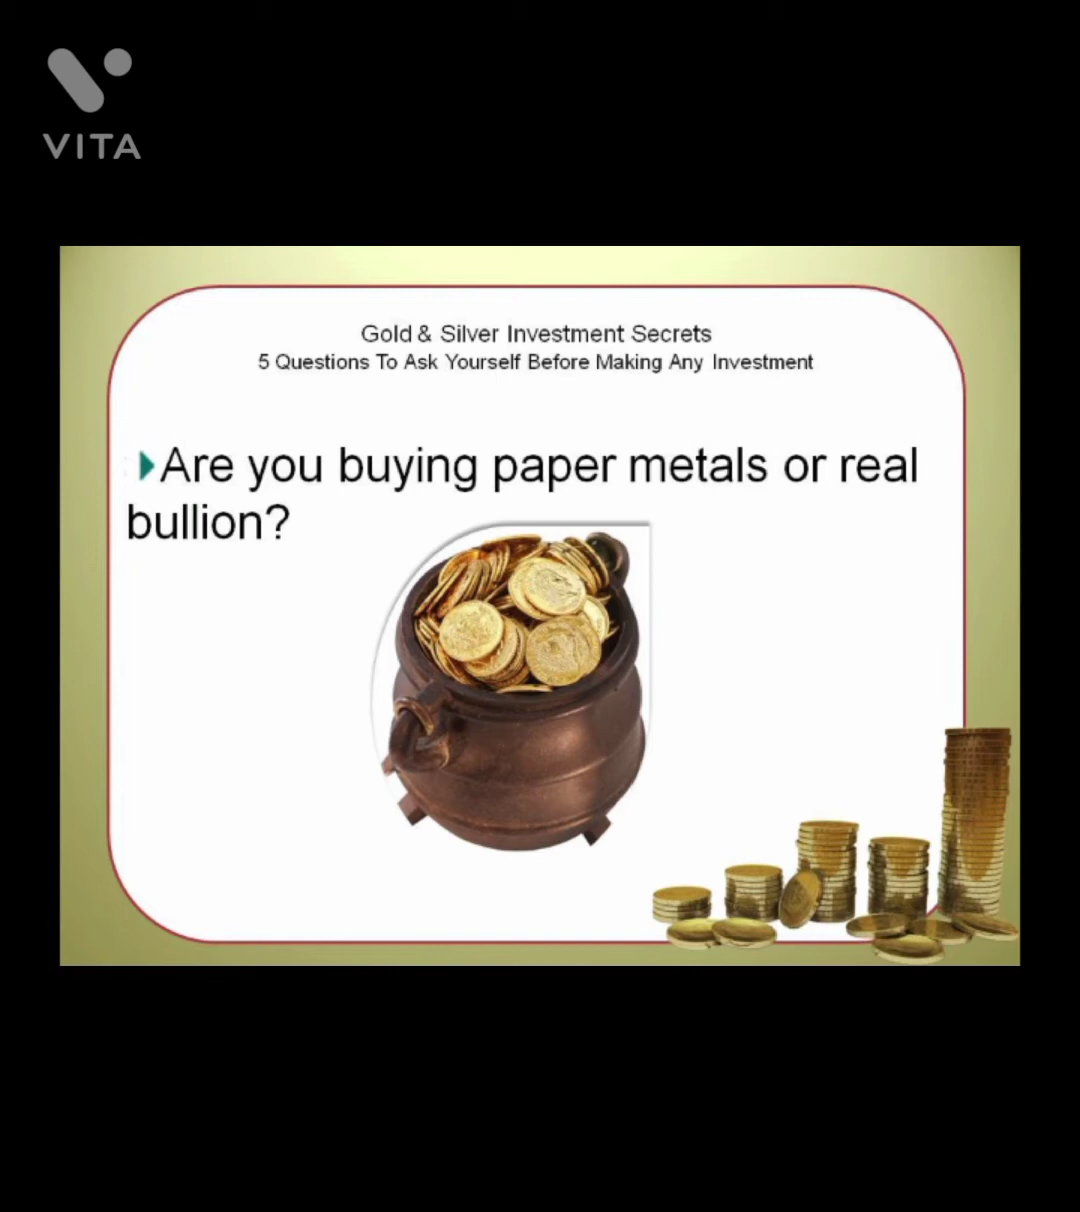 VITA
Gold & Silver Investment Secrets
5 Questions To Ask Yourself Before Making Any Investment
Are you buying paper metals or real
bullion?